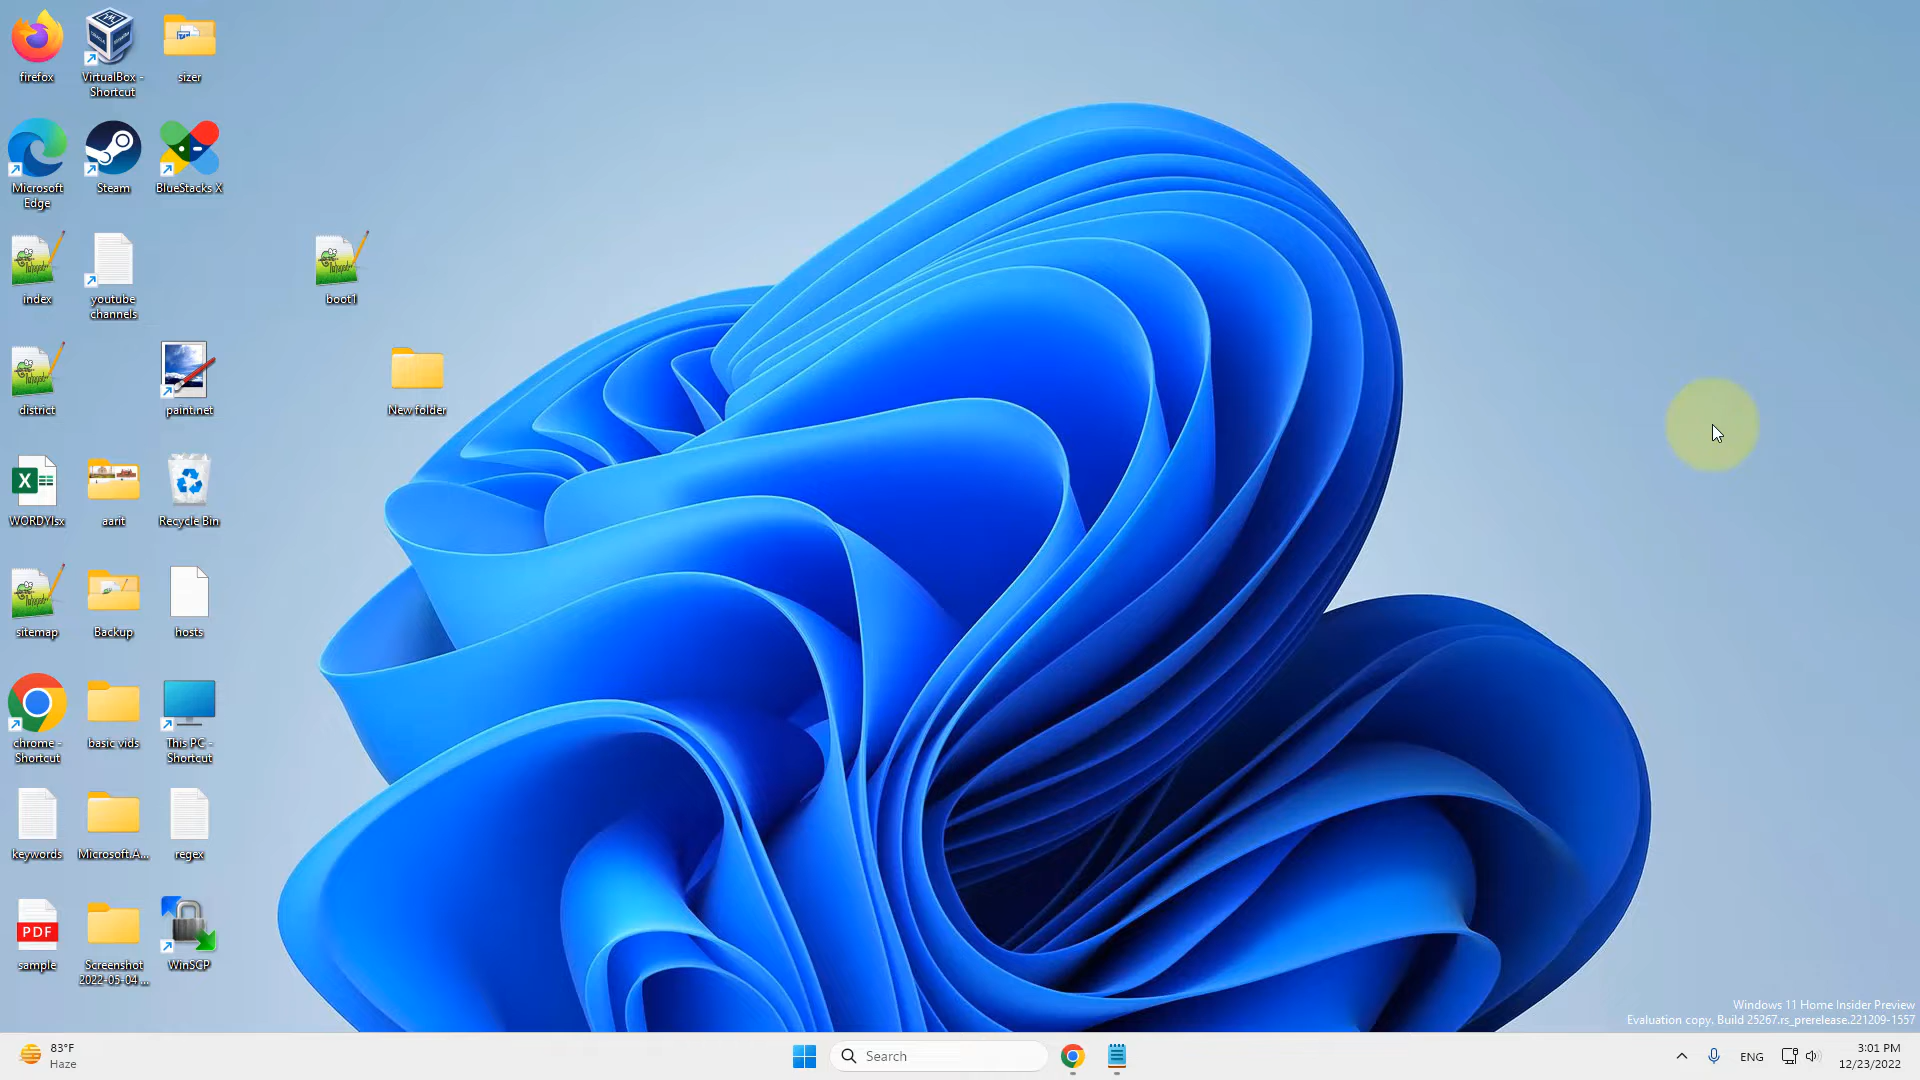 firefox
VirtualBox -
Shortcut
sizer
Microsoft
Edge
Steam
BlueStacks X
index
youtube
channels
boot1
district
paint.net
New folder
WORDYlsx
aarit
Recycle Bin
sitemap
Backup
hosts
chrome -
Shortcut
basic vids
This PC -
Shortcut
keywords
Microsoft.A...
regex
PDF
sample
Screenshot
2022-05-04 ...
WinSCP
Windows 11 Home Insider Preview
Evaluation copy. Build 25267.rs_prerelease.221209-1557
83°F
Haze
Search
ENG
3:01 PM
12/23/2022